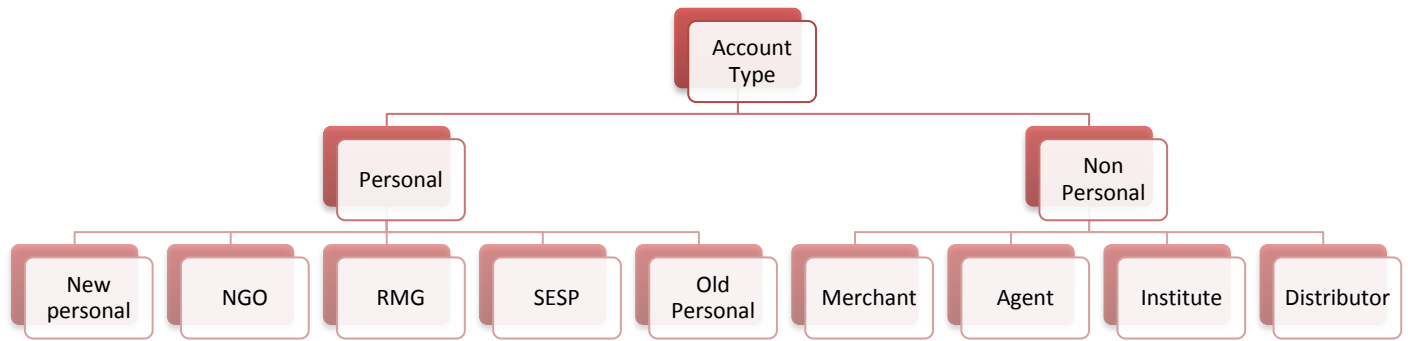 Account
Type
Personal
Non
Personal
New
personal
NGO
RMG
SESP
Old
Personal
Merchant
Agent
Institute
Distributor